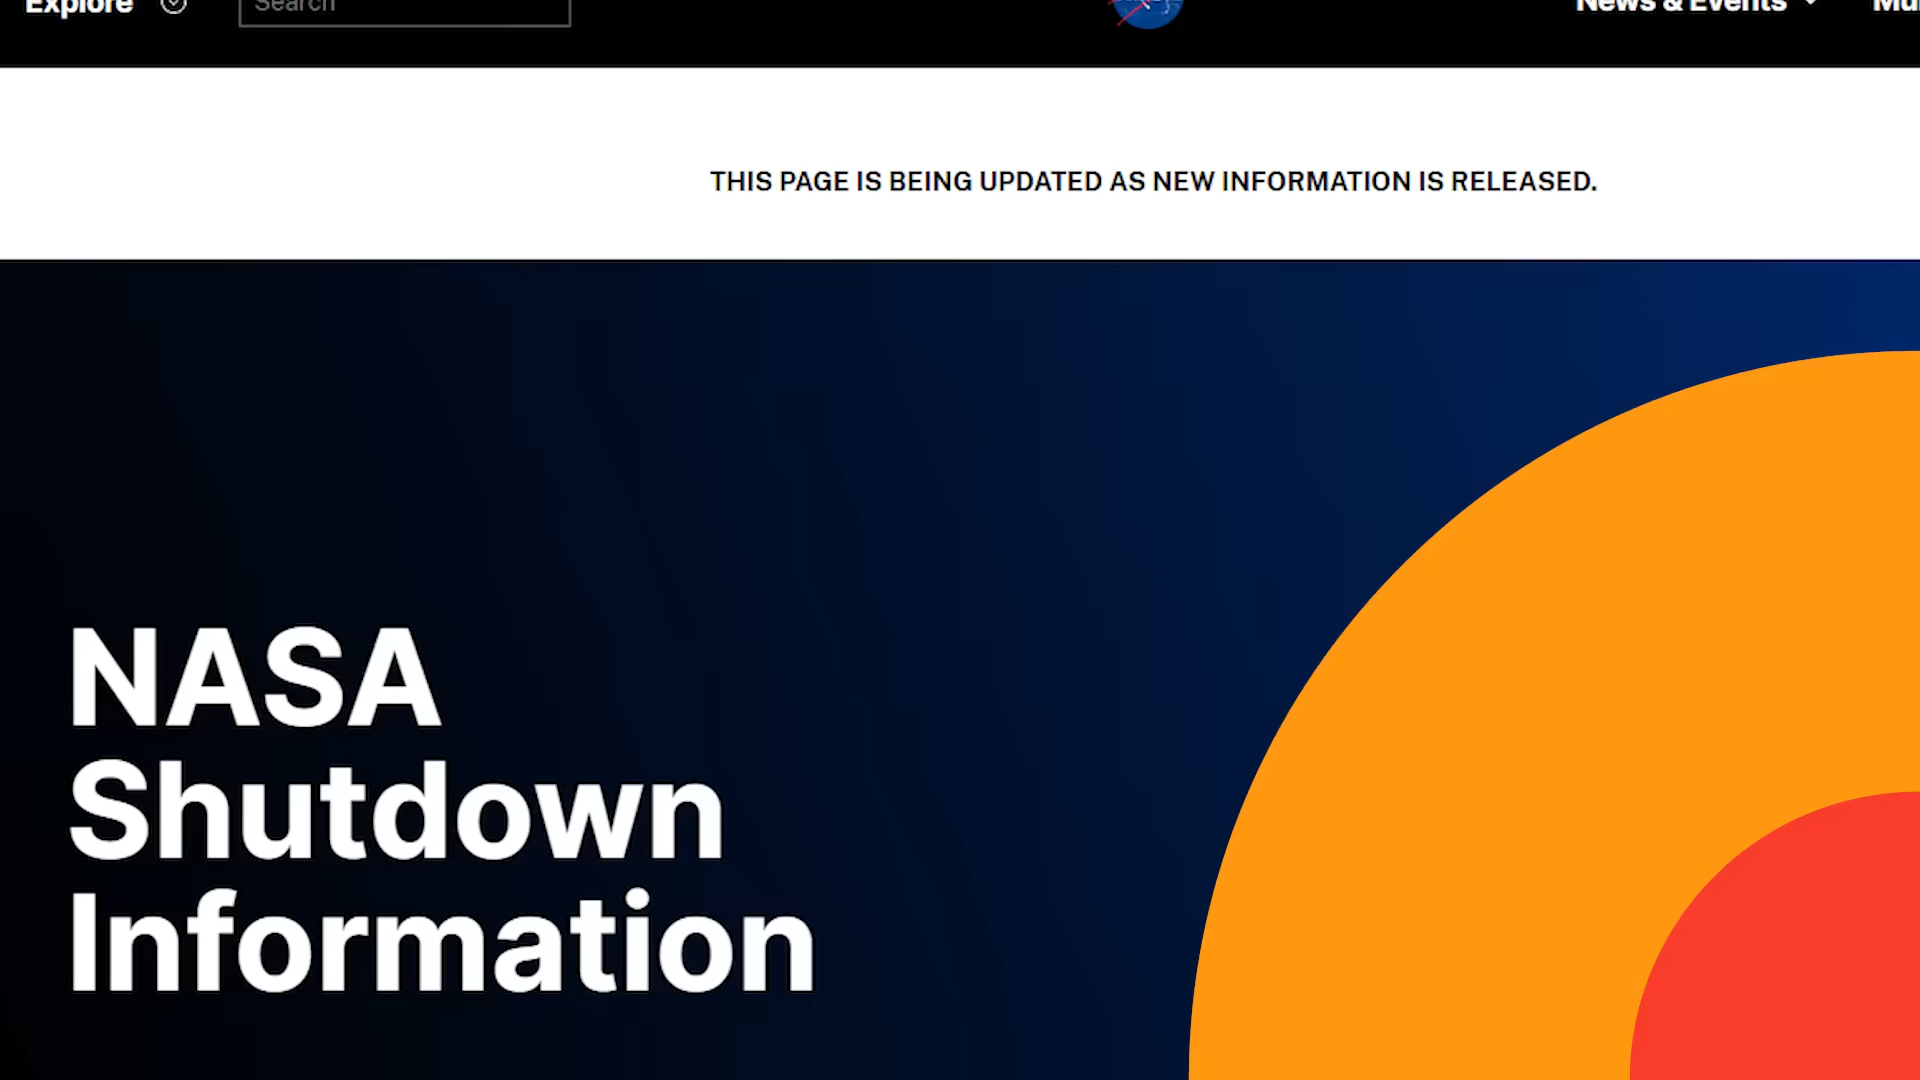 Explore
Search
News & Events
THIS PAGE IS BEING UPDATED AS NEW INFORMATION IS RELEASED.
NASA
Shutdown
Information